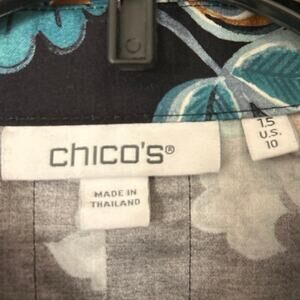 chico's®
MADE IN
THAILAND
1.5
U.S.
10